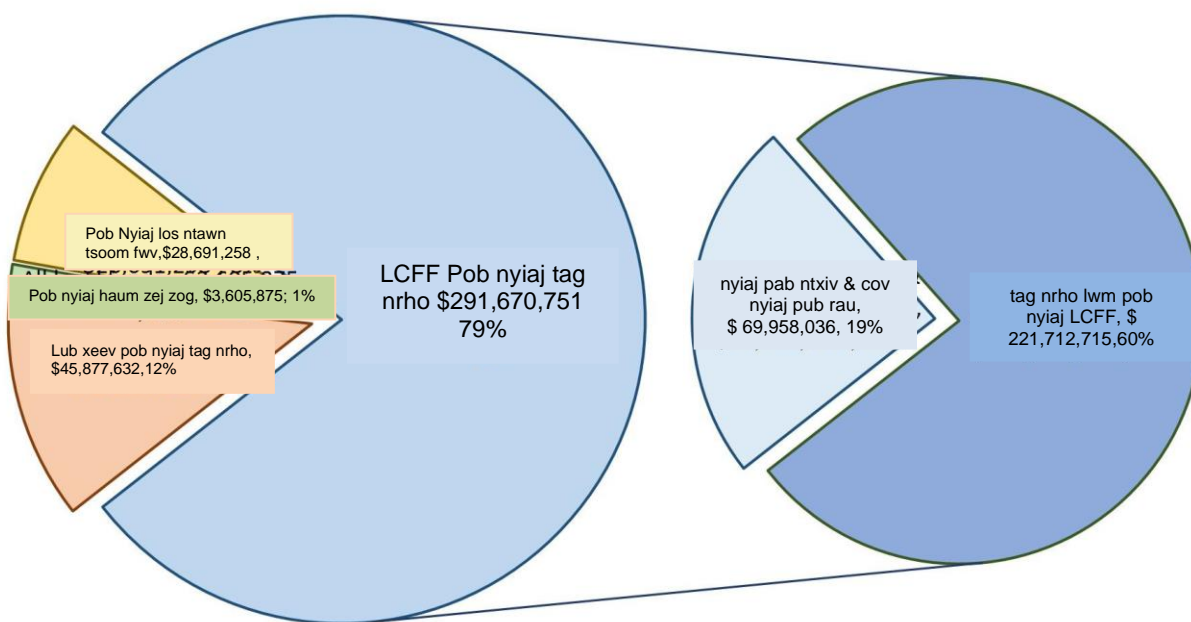 Pob Nyiaj los ntawn
tsoom fwv,$28,691,258 ,
Pob nyiaj haum zej zog, $3,605,875; 1%
Lub xeev pob nyiaj tag nrho,
$45,877,632,12%
LCFF Pob nyiaj tag
nrho $291,670,751
79%
nyiaj pab ntxiv & cov
nyiaj pub rau,
$ 69,958,036, 19%
tag nrho lwm pob
nyiaj LCFF, $
221,712,715,60%